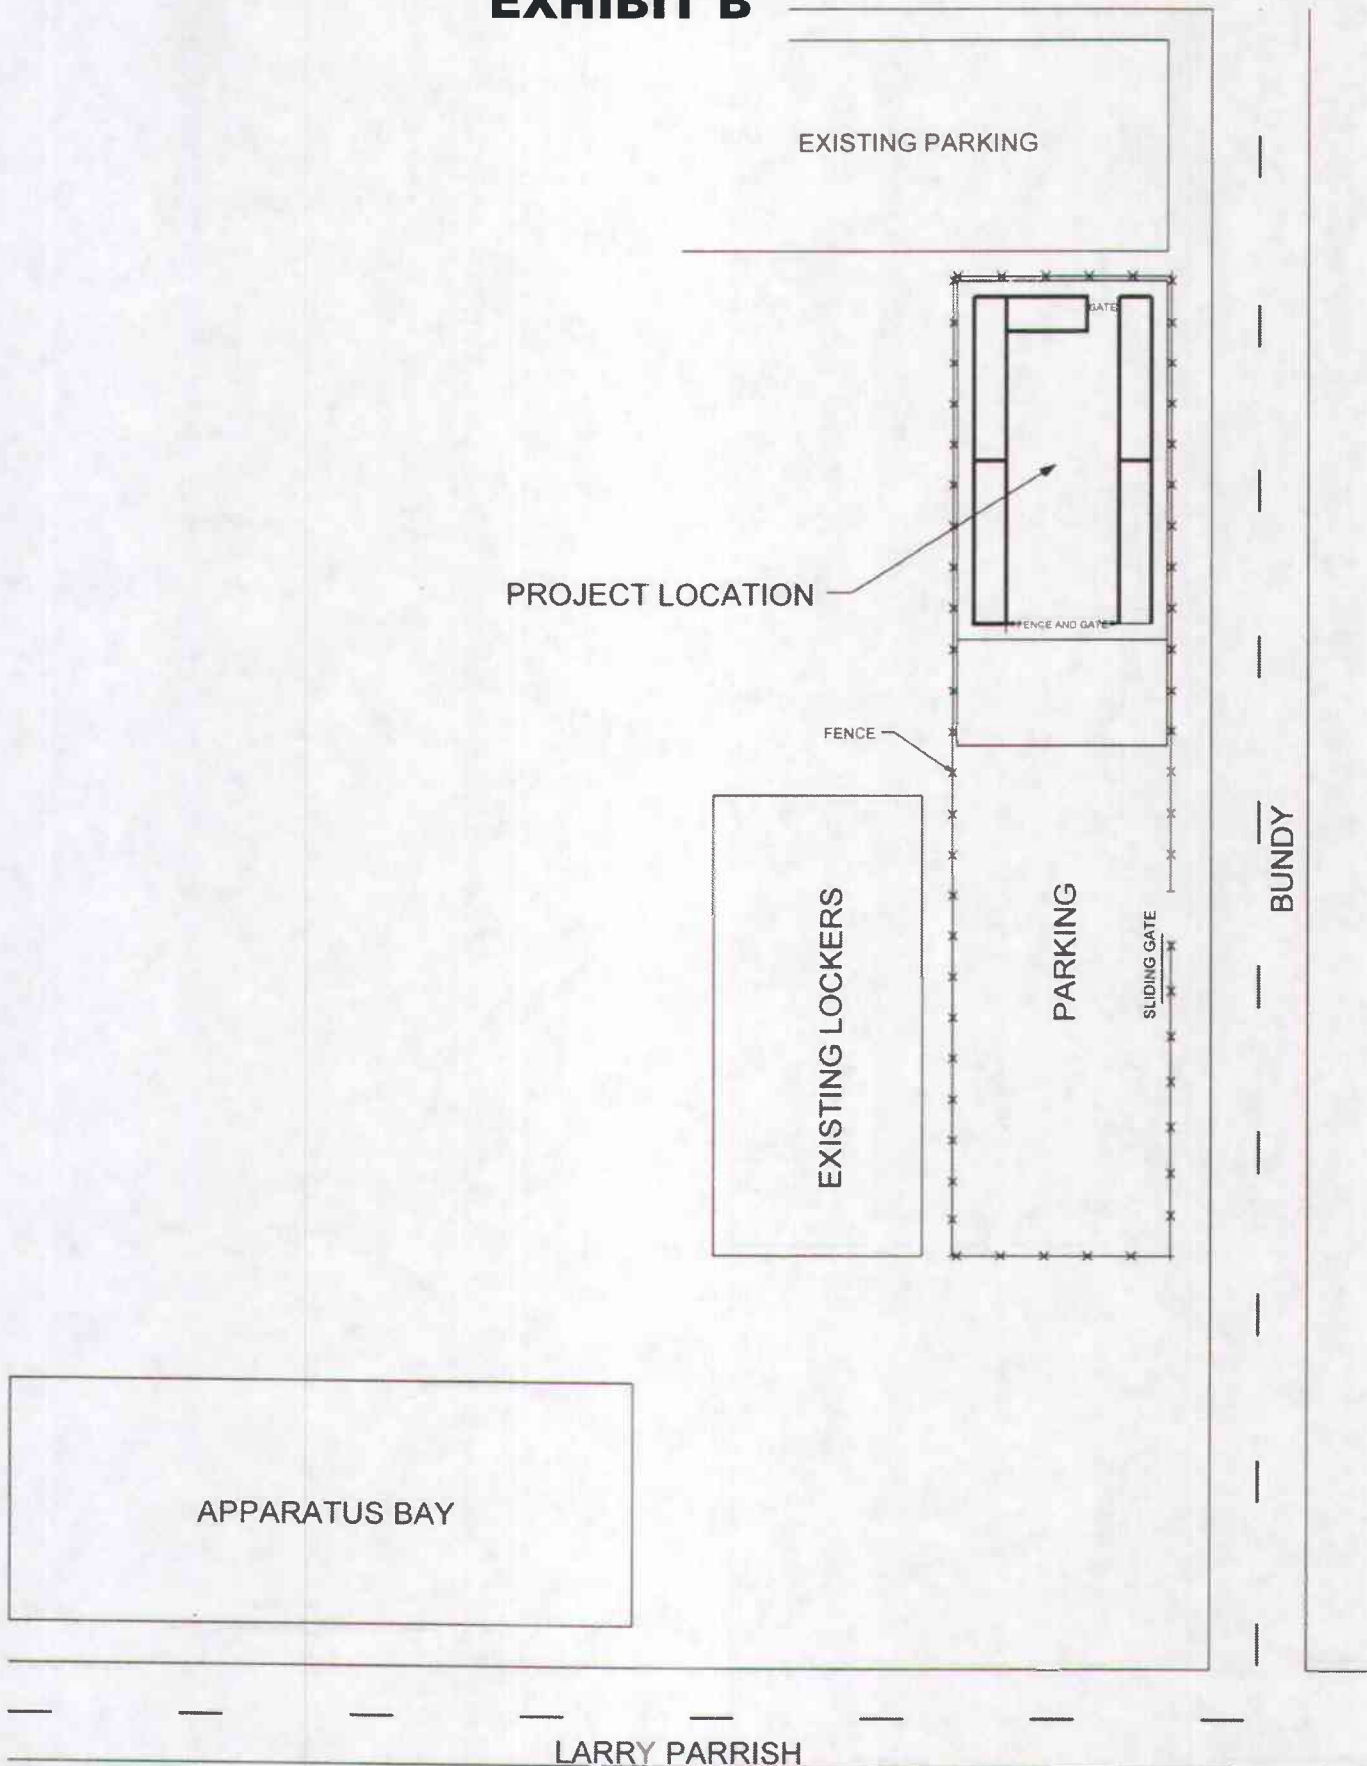 EXHIBIT B
EXISTING PARKING
GATE
PROJECT LOCATION
FENCE AND GATE
FENCE
BUNDY
EXISTING LOCKERS
PARKING
SLIDING GATE
APPARATUS BAY
LARRY PARRISH